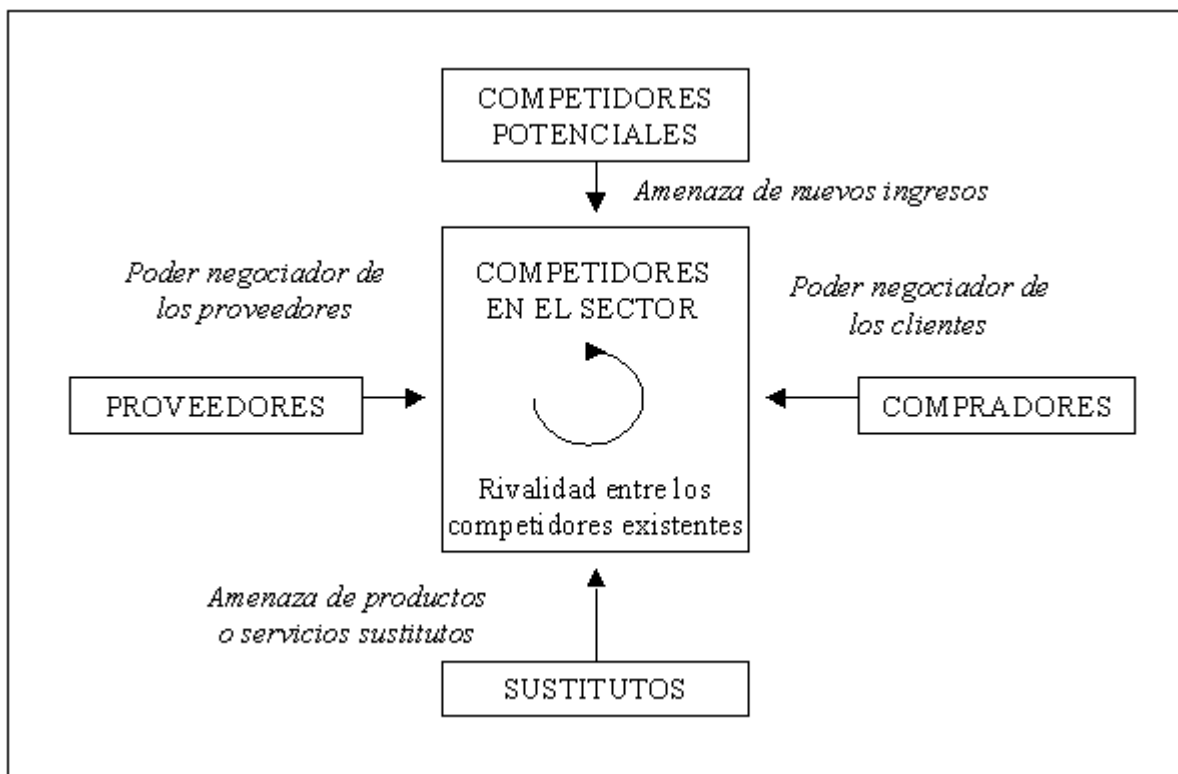 COMPETIDORES
POTENCIALES
Amenaza de nuevos ingresos
Poder negociador de
los proveedores
COMPETIDORES
EN EL SECTOR
Poder negociador de
los clientes
PROVEEDORES
COMPRADORES
Rivalidad entre los
competidores existentes
Amenaza de productos
o servicios sustitutos
SUSTITUTOS